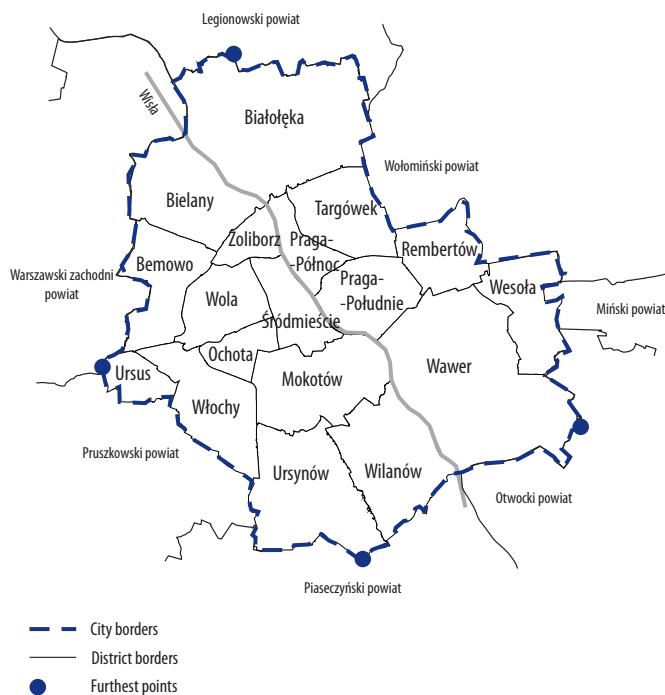 Legionowski powiat
Wisła
Białołęka
Wołomiński powiat
Bielany
Targówek
Żoliborz
Praga-
-Północ
Rembertów
Bemowo
Warszawski zachodni
powiat
Wola
Praga-
-Południe
Wesoła
Miński powiat
Śródmieście
Ochota
Ursus
Mokotów
Wawer
Włochy
Pruszkowski powiat
Ursynów
Wilanów
Otwocki powiat
Piaseczyński powiat
City borders
District borders
Furthest points